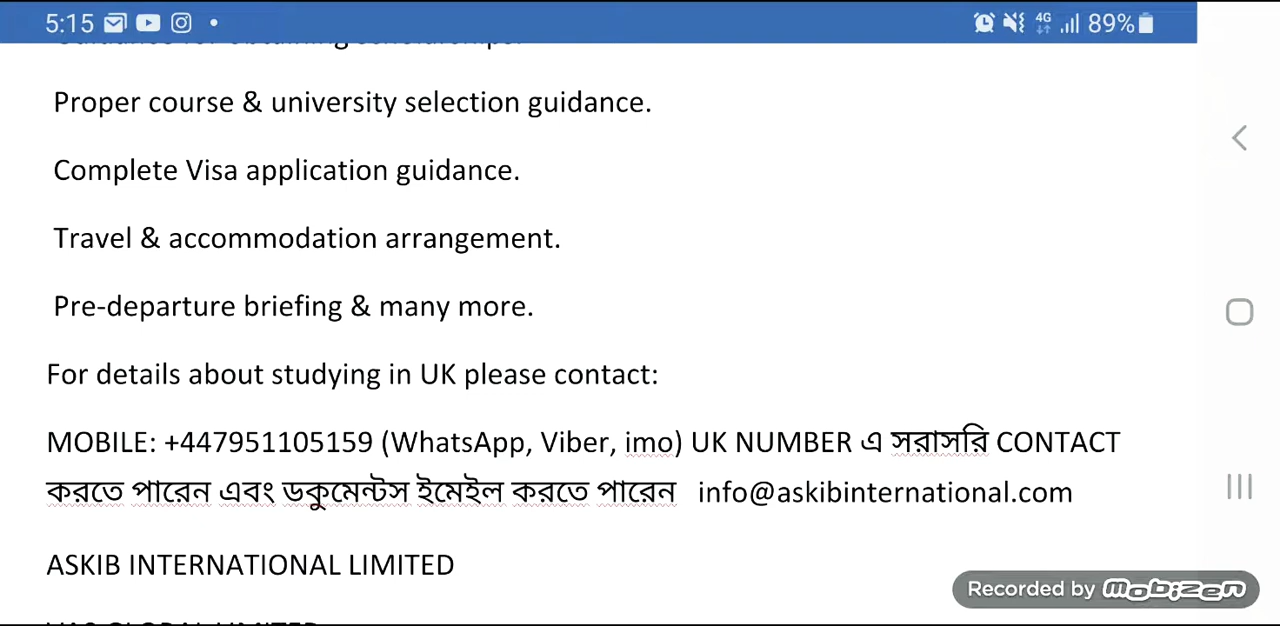 5:15 4G 89%
Proper course & university selection guidance.
Complete Visa application guidance.
Travel & accommodation arrangement.
Pre-departure briefing & many more.
For details about studying in UK please contact:
MOBILE: +447951105159 (WhatsApp, Viber, imo) UK NUMBER এ সরাসরি CONTACT
করতে পারেন এবং ডকুমেন্টস ইমেইল করতে পারেন info@askibinternational.com
ASKIB INTERNATIONAL LIMITED
Recorded by mobizen